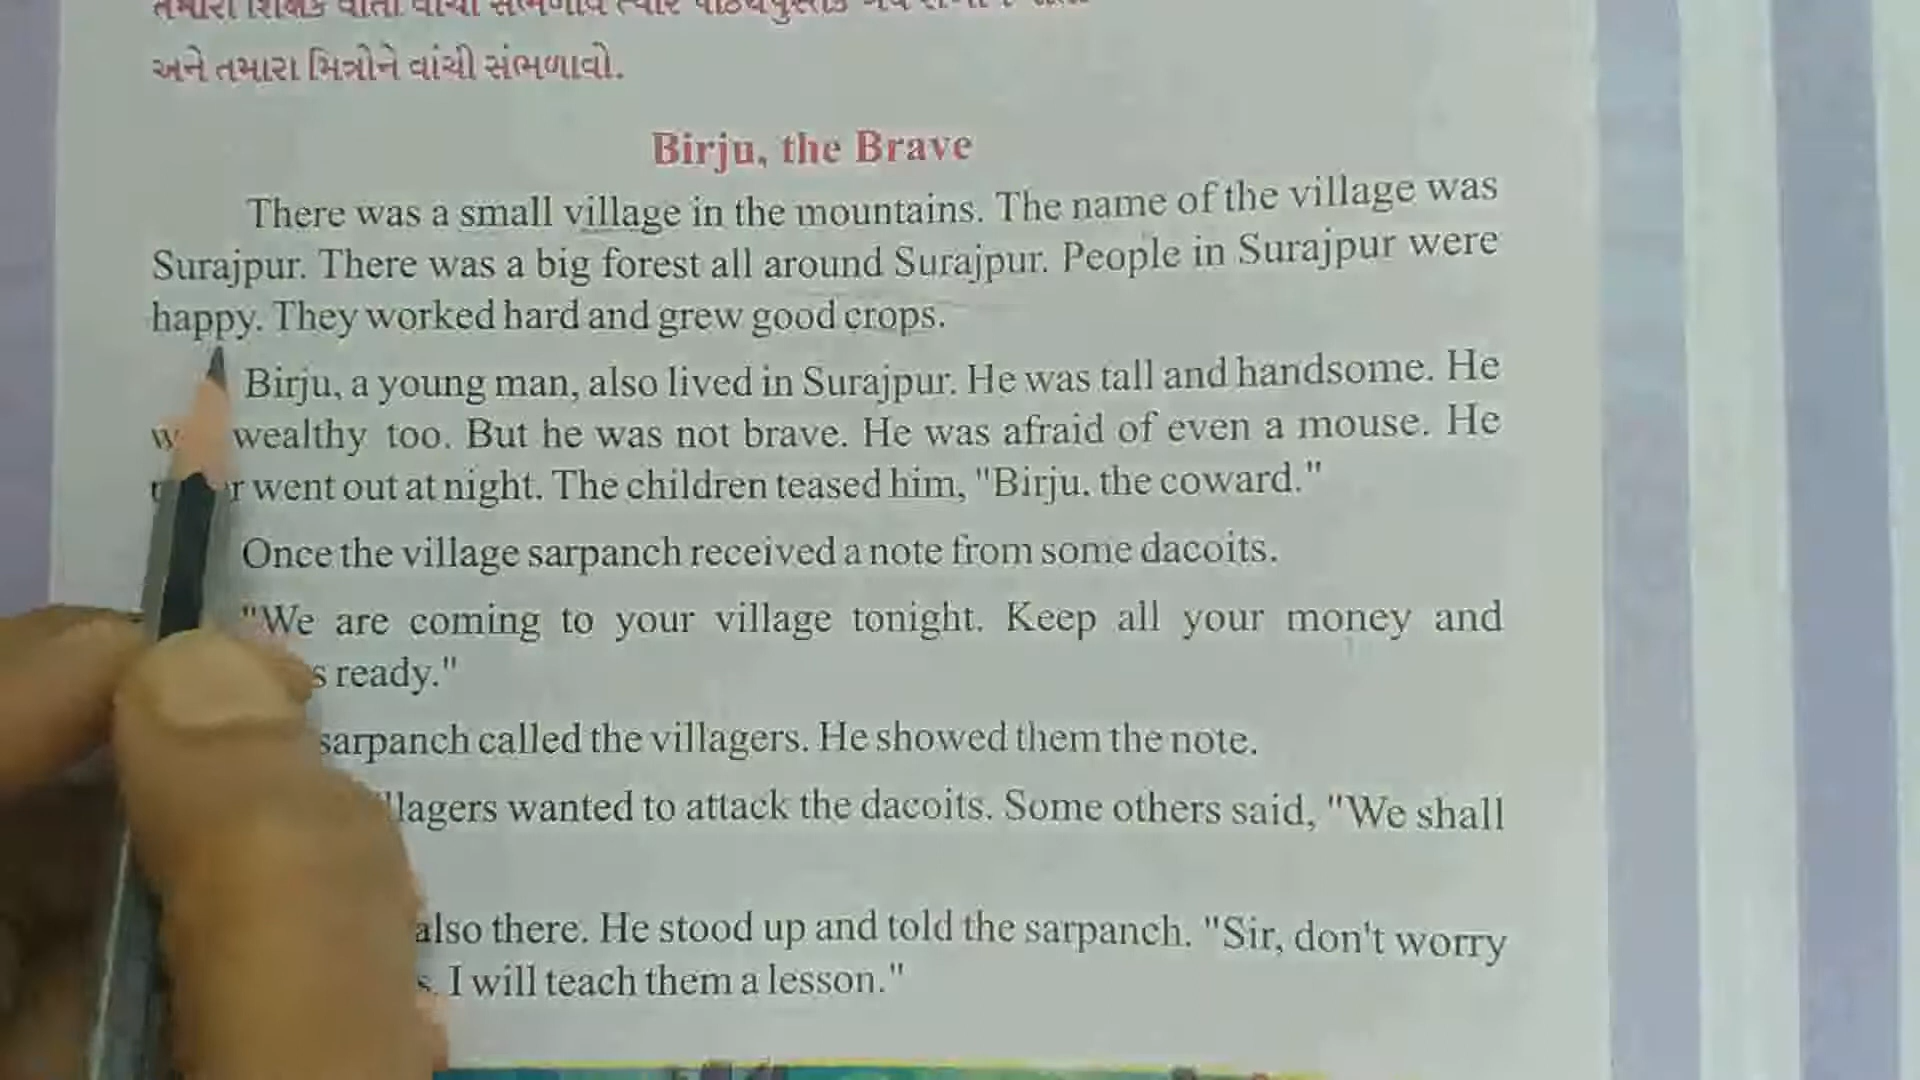 તમારા શિક્ષક વાર્તા વાંચી સંભળાવે ત્યારે
અને તમારા મિત્રોને વાંચી સંભળાવો.
Birju, the Brave
There was a small village in the mountains. The name of the village was
Surajpur. There was a big forest all around Surajpur. People in Surajpur were
happy. They worked hard and grew good crops.
Birju, a young man, also lived in Surajpur. He was tall and handsome. He
wealthy too. But he was not brave. He was afraid of even a mouse. He
went out at night. The children teased him, "Birju. the coward."
Once the village sarpanch received a note from some dacoits.
"We are coming to your village tonight. Keep all your money and
ready."
sarpanch called the villagers. He showed them the note.
wanted to attack the dacoits. Some others said, "We shall
also there. He stood up and told the sarpanch. "Sir, don't worry
I will teach them a lesson."